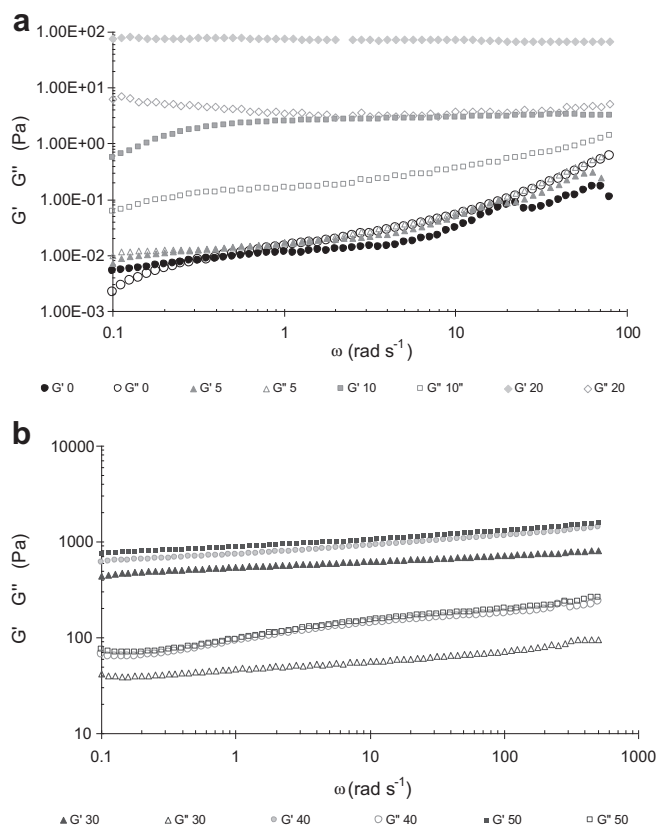 a
1.00E+02
1.00E+01
1.00E+00
1.00E-01
1.00E-02
1.00E-03
G' G'' (Pa)
0.1 1 10 100
ω (rad s⁻¹)
G' 0 G'' 0 G' 5 G'' 5 G' 10 G'' 10'' G' 20 G'' 20
b
10000
1000
100
10
G' G'' (Pa)
0.1 1 10 100 1000
ω (rad s⁻¹)
G' 30 G'' 30 G' 40 G'' 40 G' 50 G'' 50